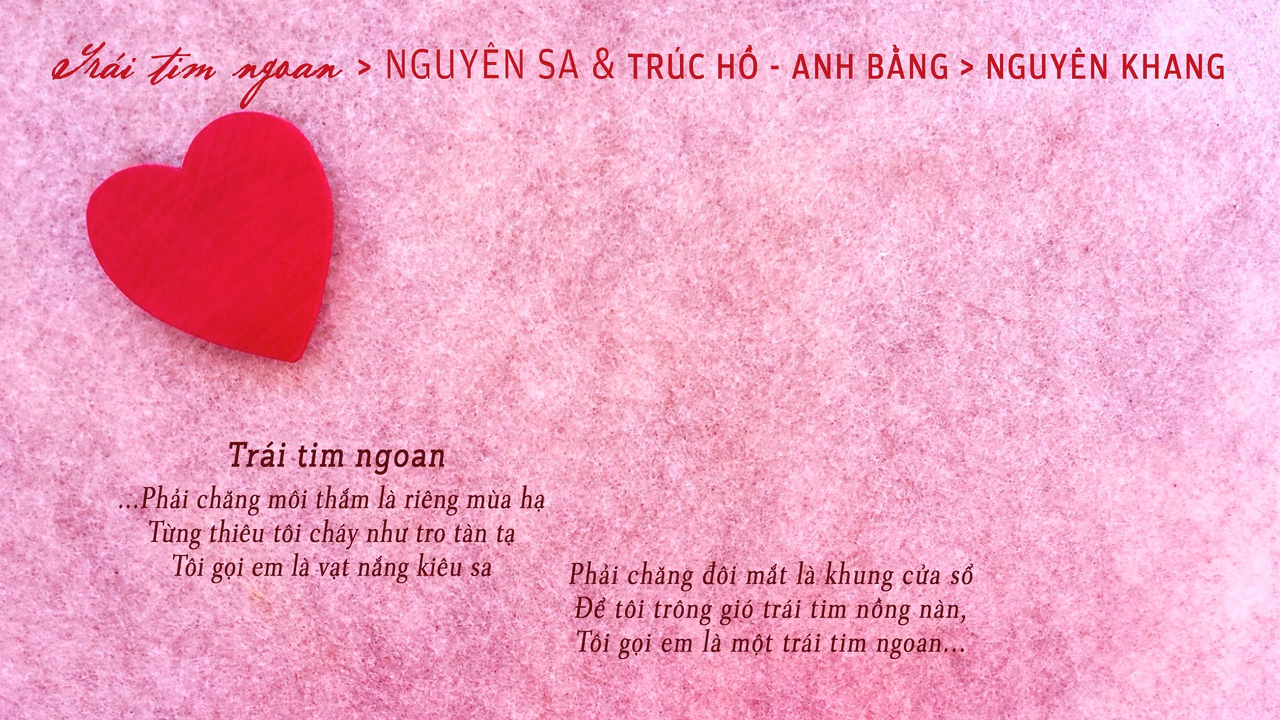 Trái tim ngoan > NGUYÊN SA & TRÚC HỒ - ANH BẰNG > NGUYÊN KHANG
Trái tim ngoan
...Phải chăng môi thắm là riêng mùa hạ
Từng thiêu tôi cháy như tro tàn tạ
Tôi gọi em là vạt nắng kiêu sa
Phải chăng đôi mắt là khung cửa sổ
Để tôi trông gió trái tim nồng nàn,
Tôi gọi em là một trái tim ngoan...